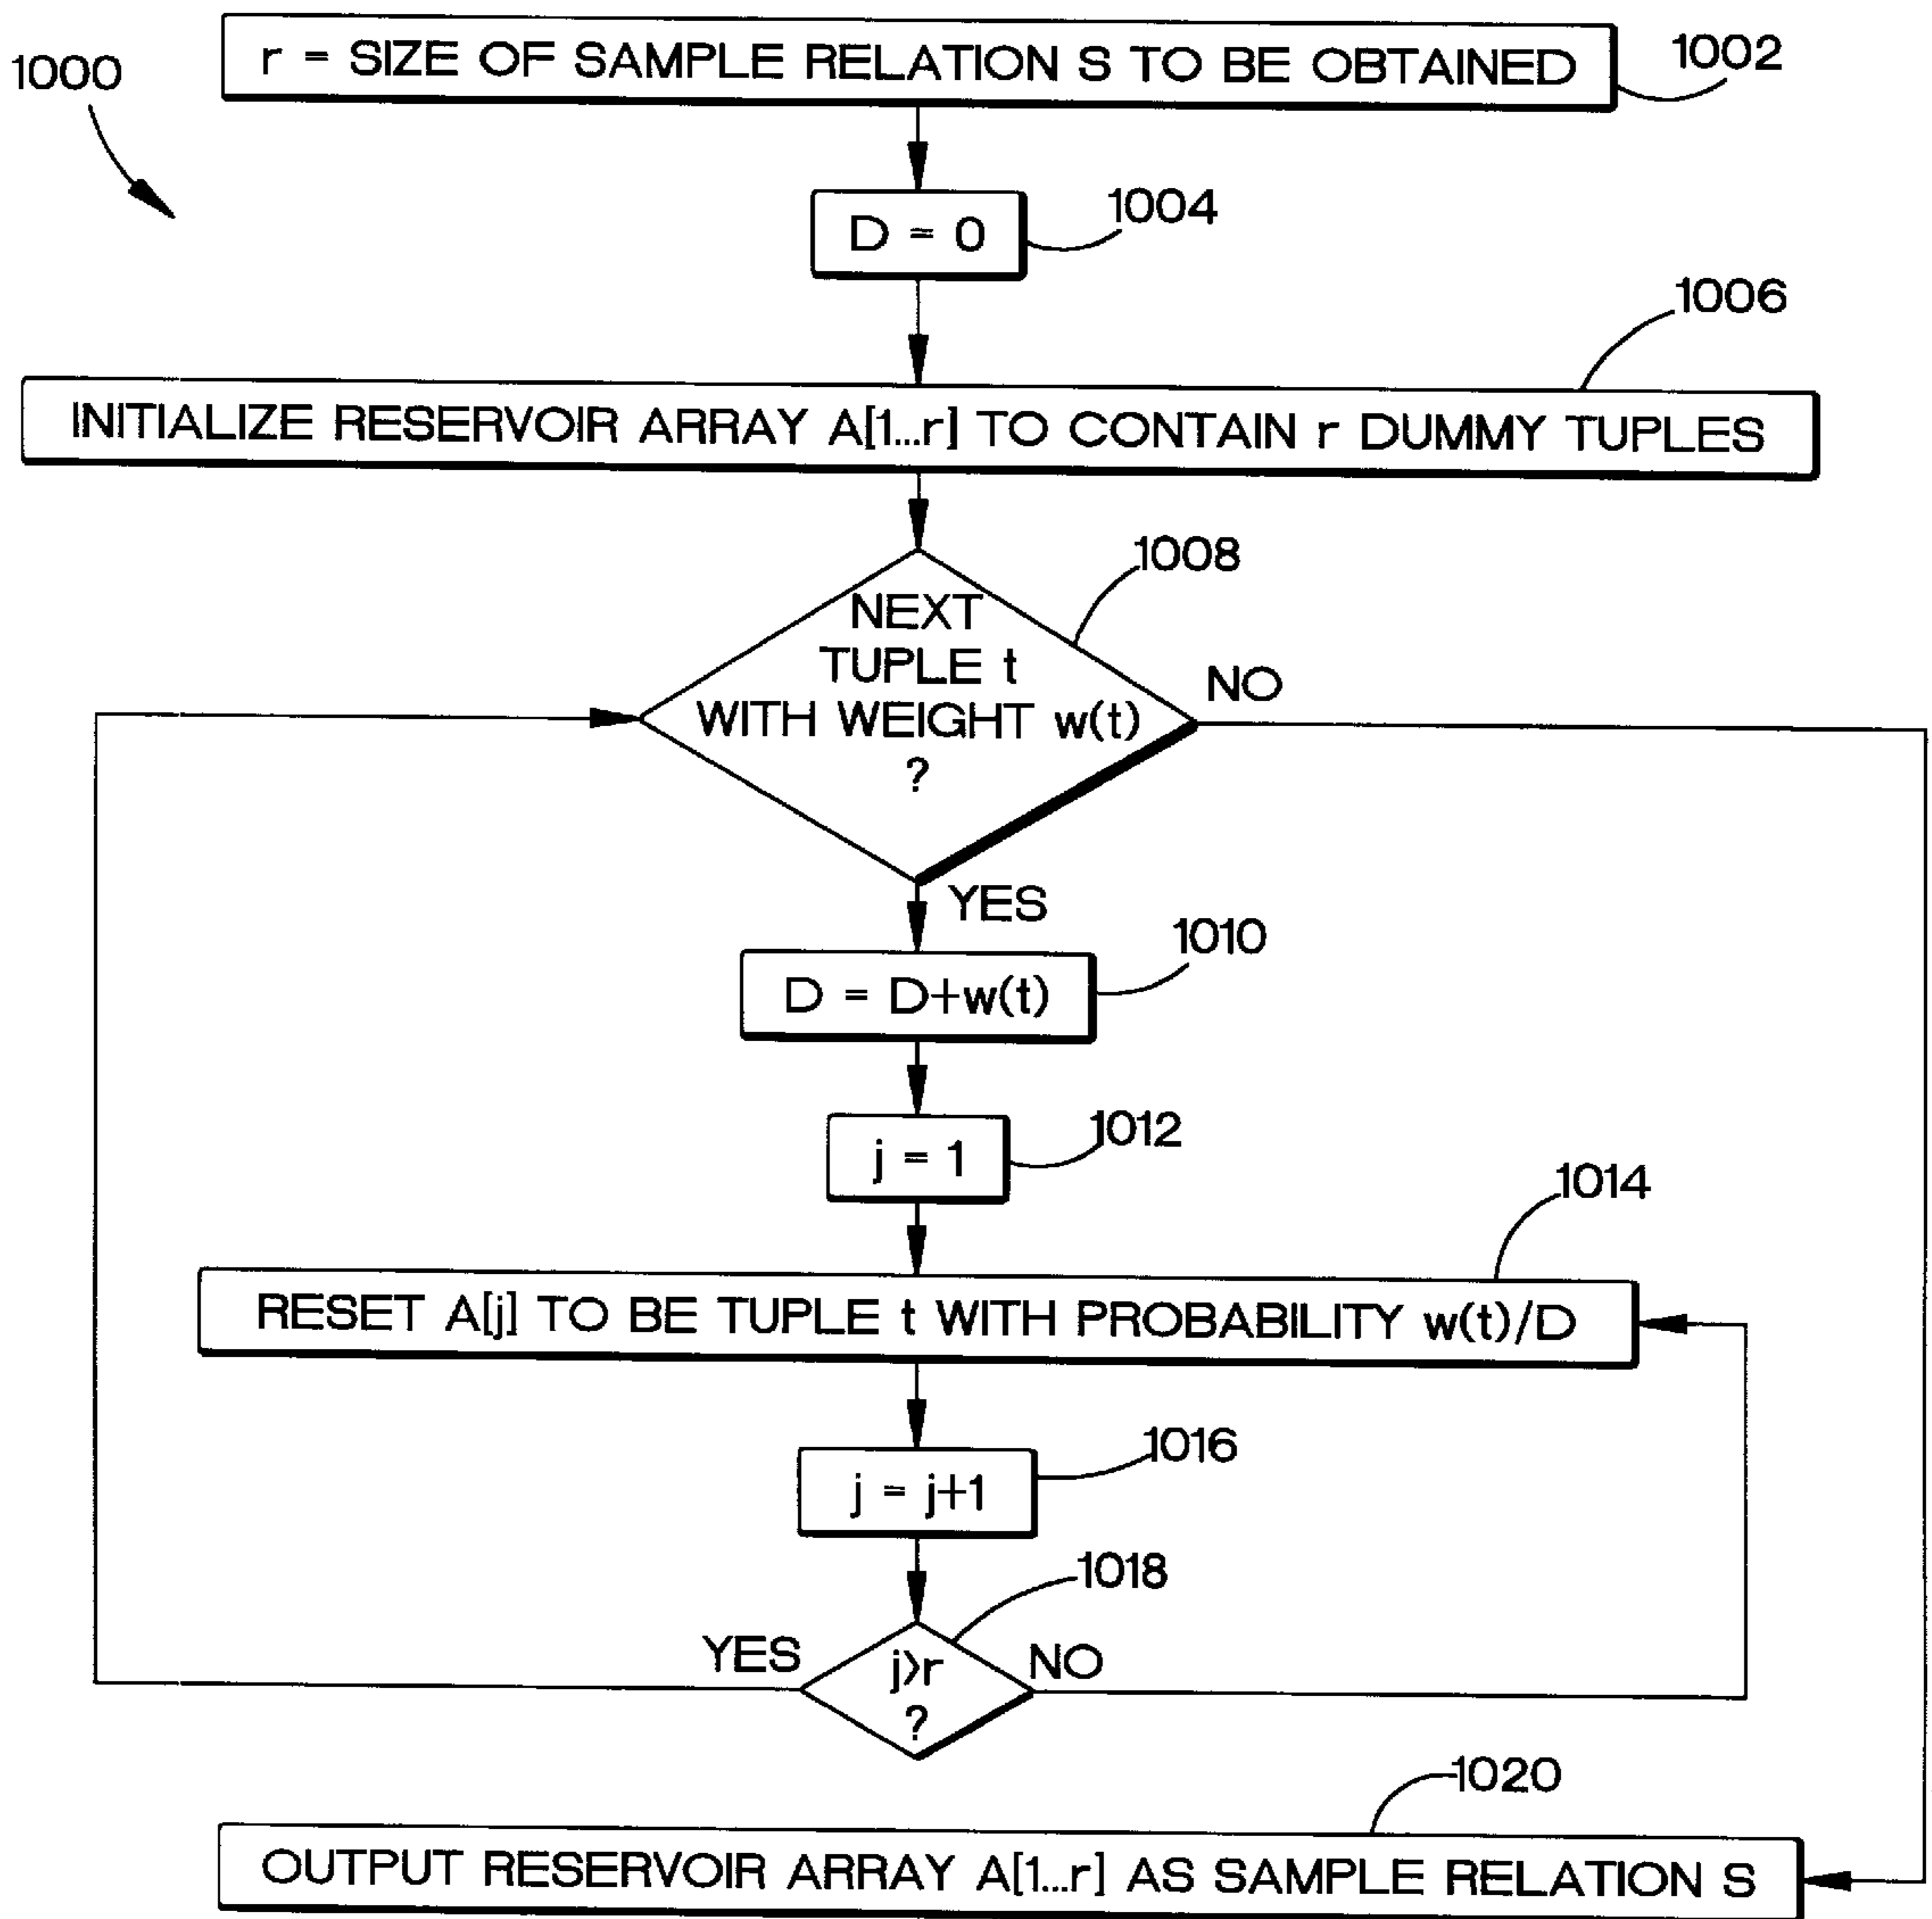 1000
r = SIZE OF SAMPLE RELATION S TO BE OBTAINED
1002
D = 0
1004
1006
INITIALIZE RESERVOIR ARRAY A[1...r] TO CONTAIN r DUMMY TUPLES
1008
NEXT
TUPLE t
WITH WEIGHT w(t)
?
NO
YES
1010
D = D+w(t)
1012
j = 1
1014
RESET A[j] TO BE TUPLE t WITH PROBABILITY w(t)/D
1016
j = j+1
1018
YES
j>r
?
NO
1020
OUTPUT RESERVOIR ARRAY A[1...r] AS SAMPLE RELATION S